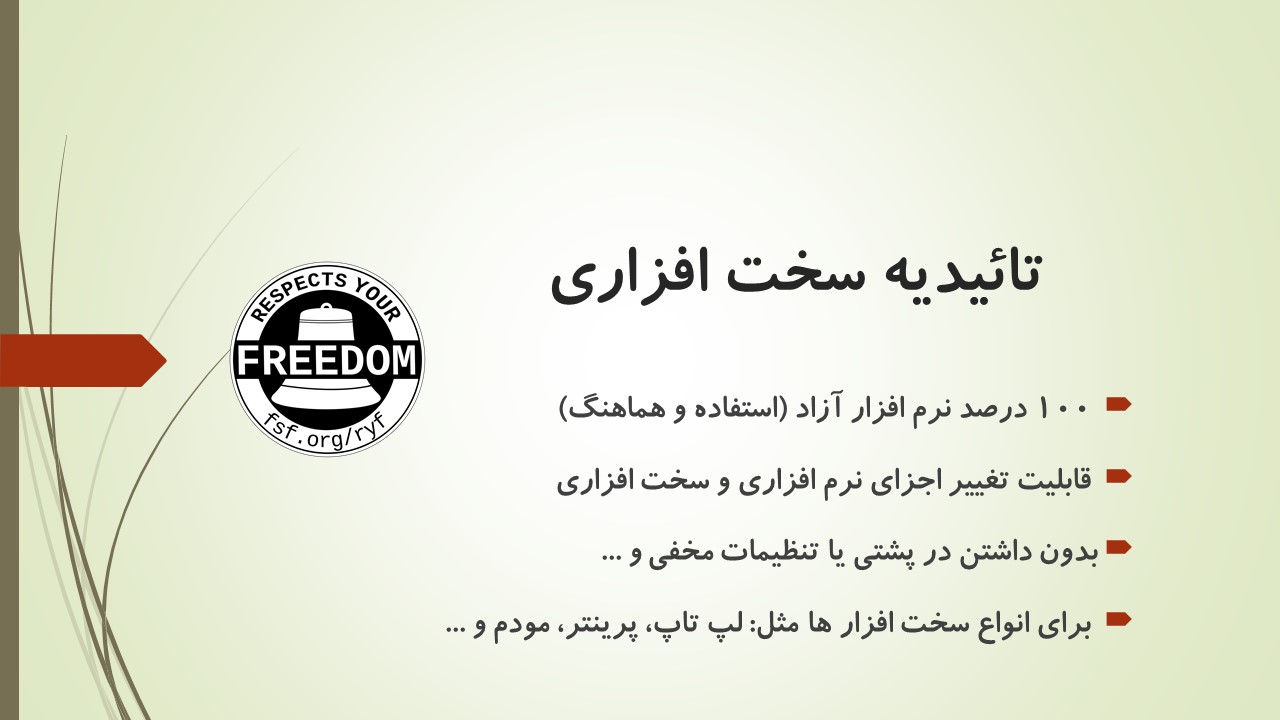 تائیدیه سخت افزاری
RESPECTS YOUR
FREEDOM
fsf.org/ryf
۱۰۰ درصد نرم افزار آزاد (استفاده و هماهنگ)
قابلیت تغییر اجزای نرم افزاری و سخت افزاری
بدون داشتن در پشتی یا تنظیمات مخفی و ...
برای انواع سخت افزار ها مثل: لپ تاپ، پرینتر، مودم و ...